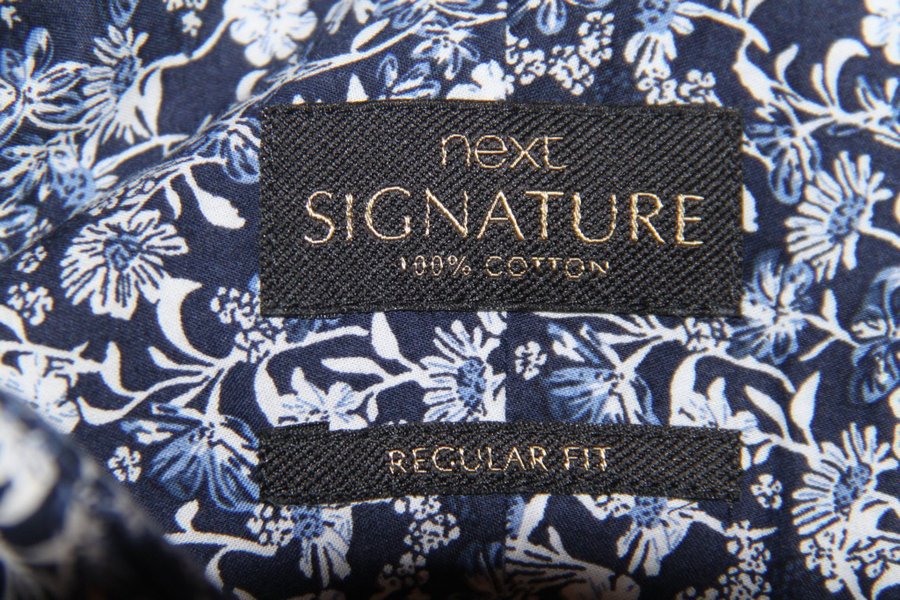 next
SIGNATURE
100% COTTON
REGULAR FIT